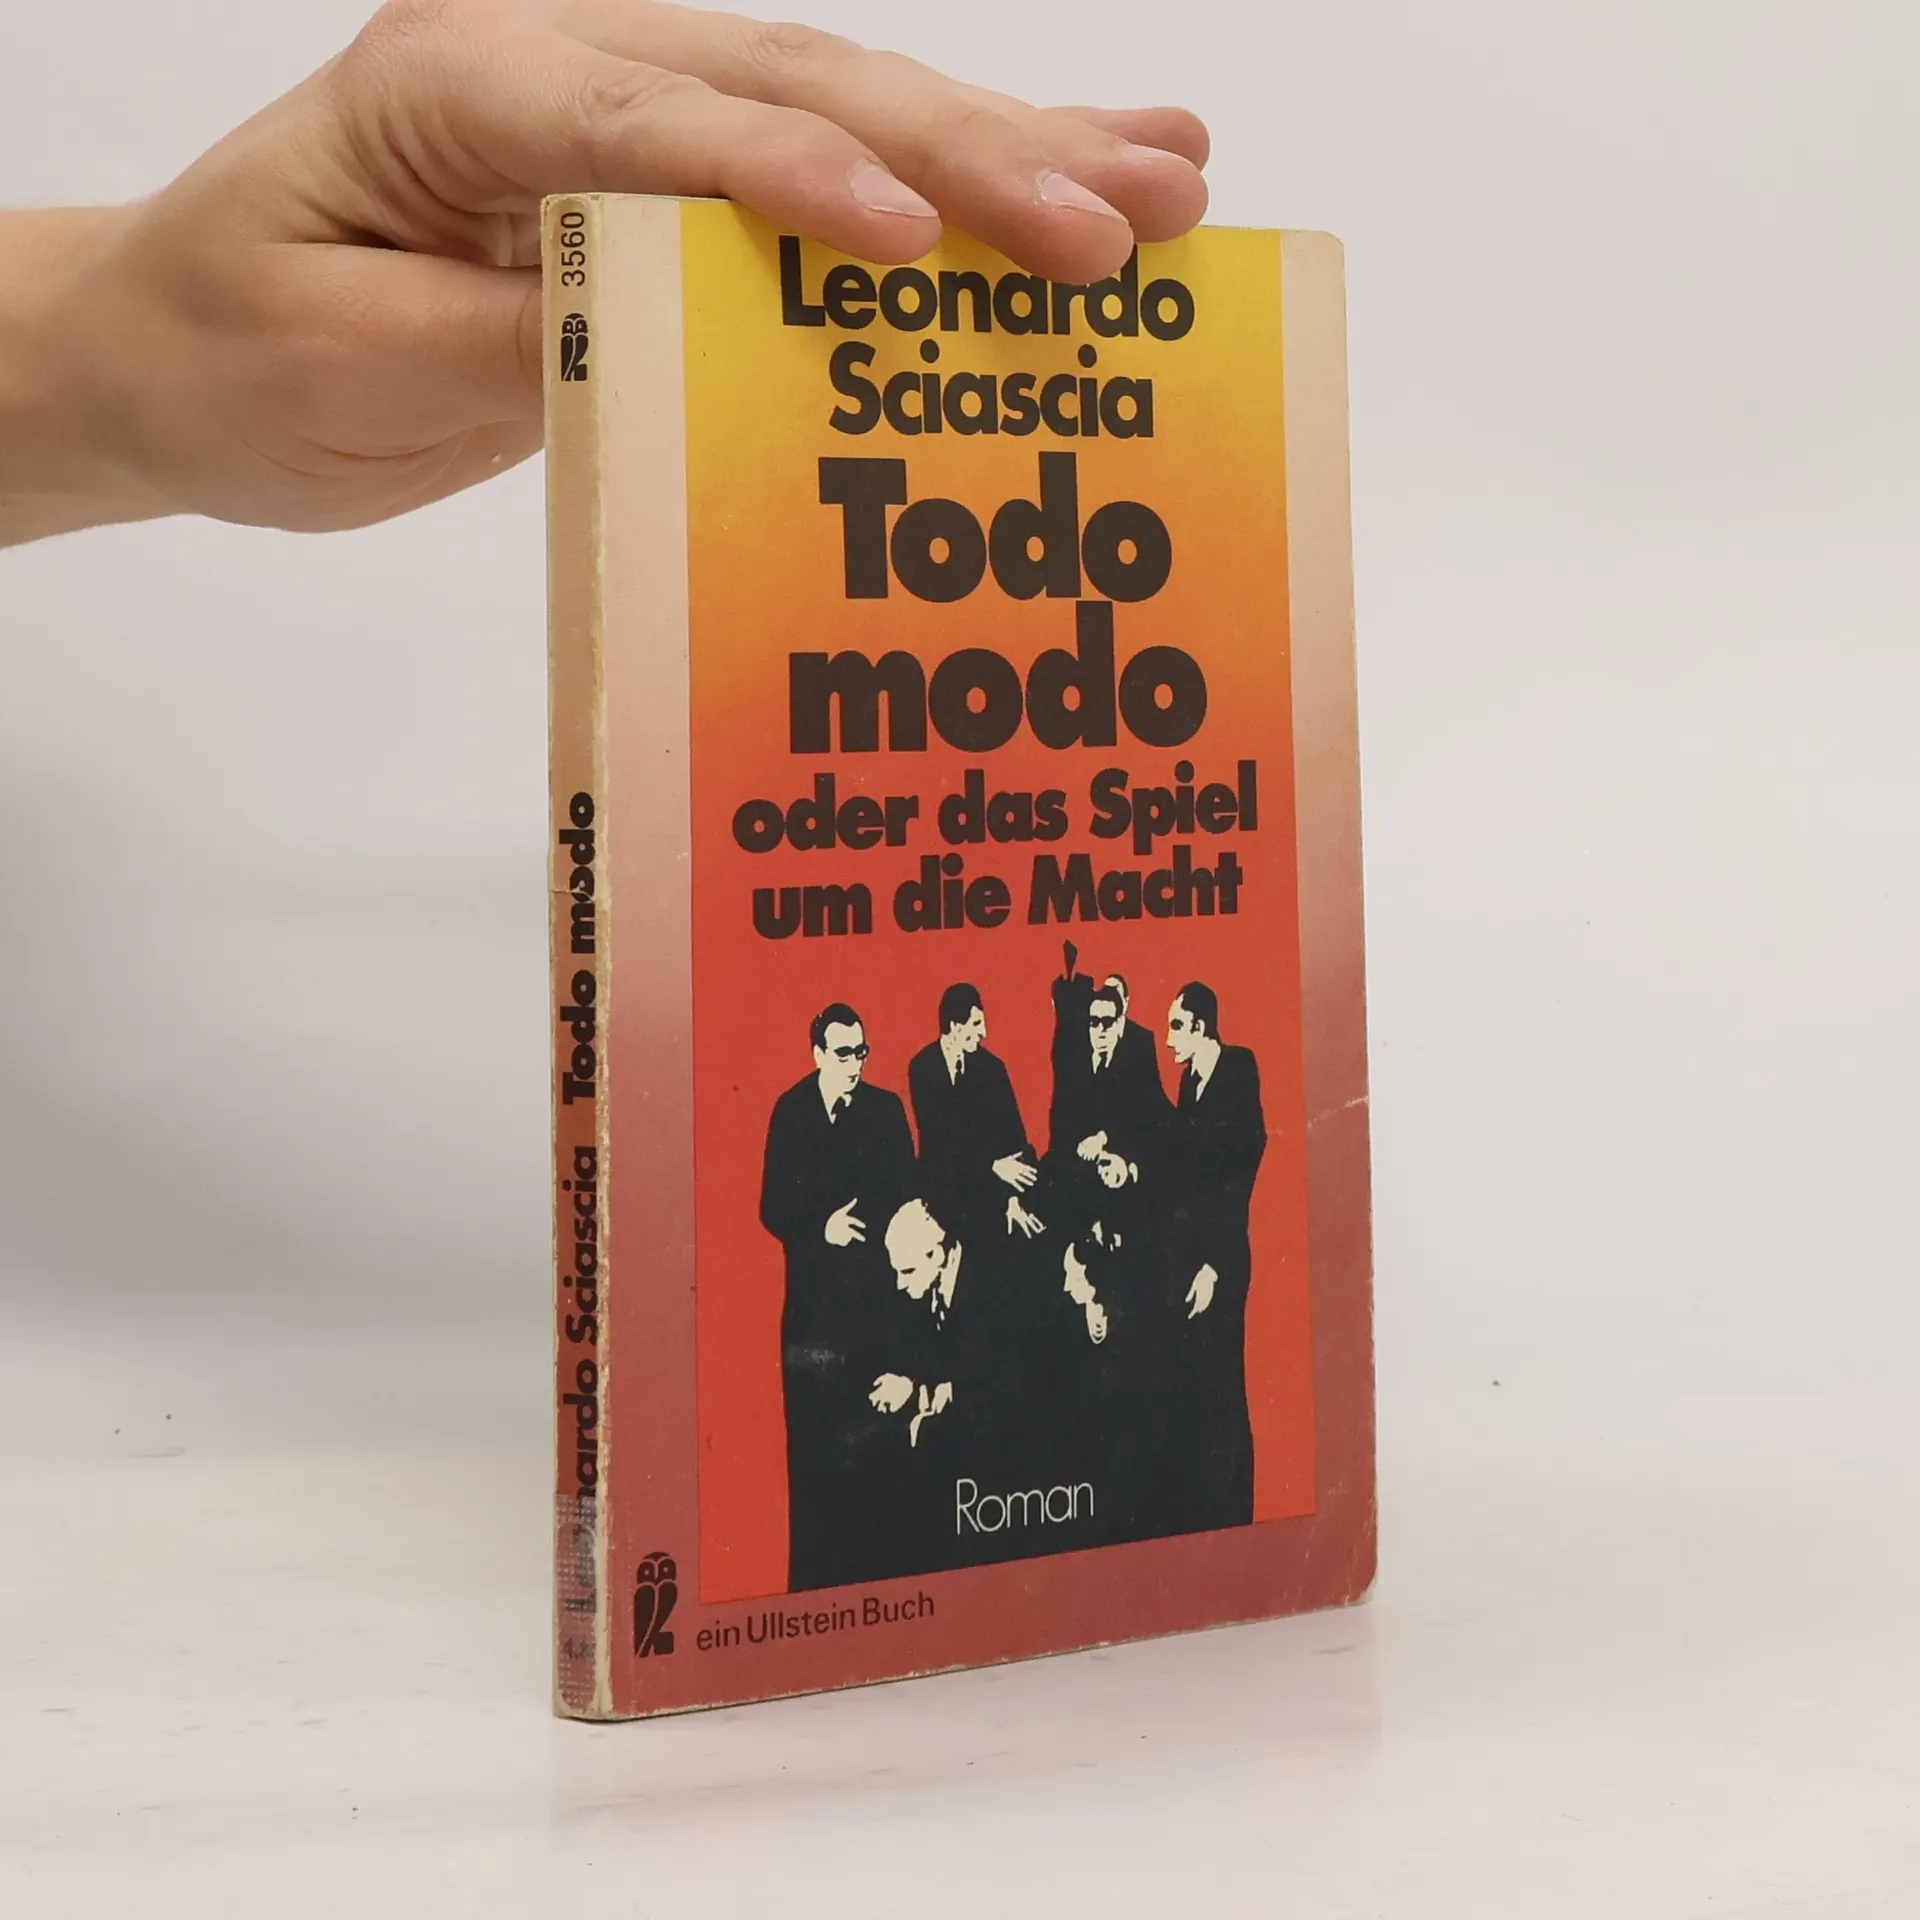 Leonardo
Sciascia
Todo
modo
oder das Spiel
um die Macht
Roman
ein Ullstein Buch
3560
Leonardo Sciascia Todo modo